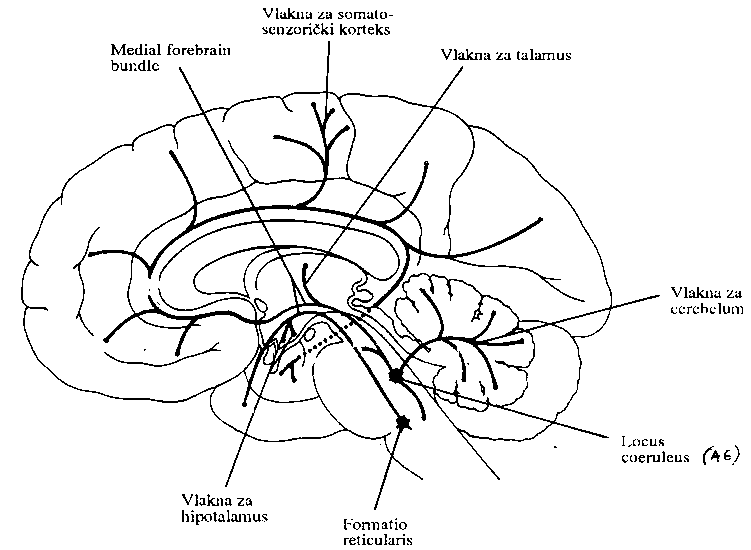 Vlakna za somato-
senzorički korteks
Medial forebrain
bundle
Vlakna za talamus
Vlakna za
cerebelum
Locus
coeruleus (A6)
Vlakna za
hipotalamus
Formatio
reticularis